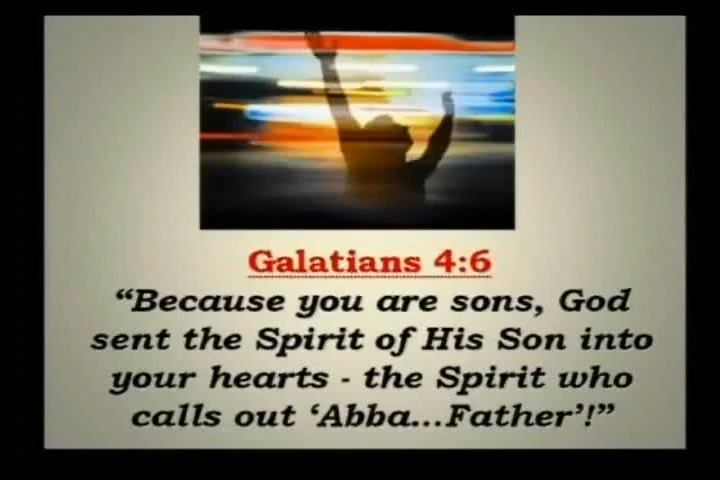 Galatians 4:6
“Because you are sons, God
sent the Spirit of His Son into
your hearts - the Spirit who
calls out ‘Abba...Father’!”